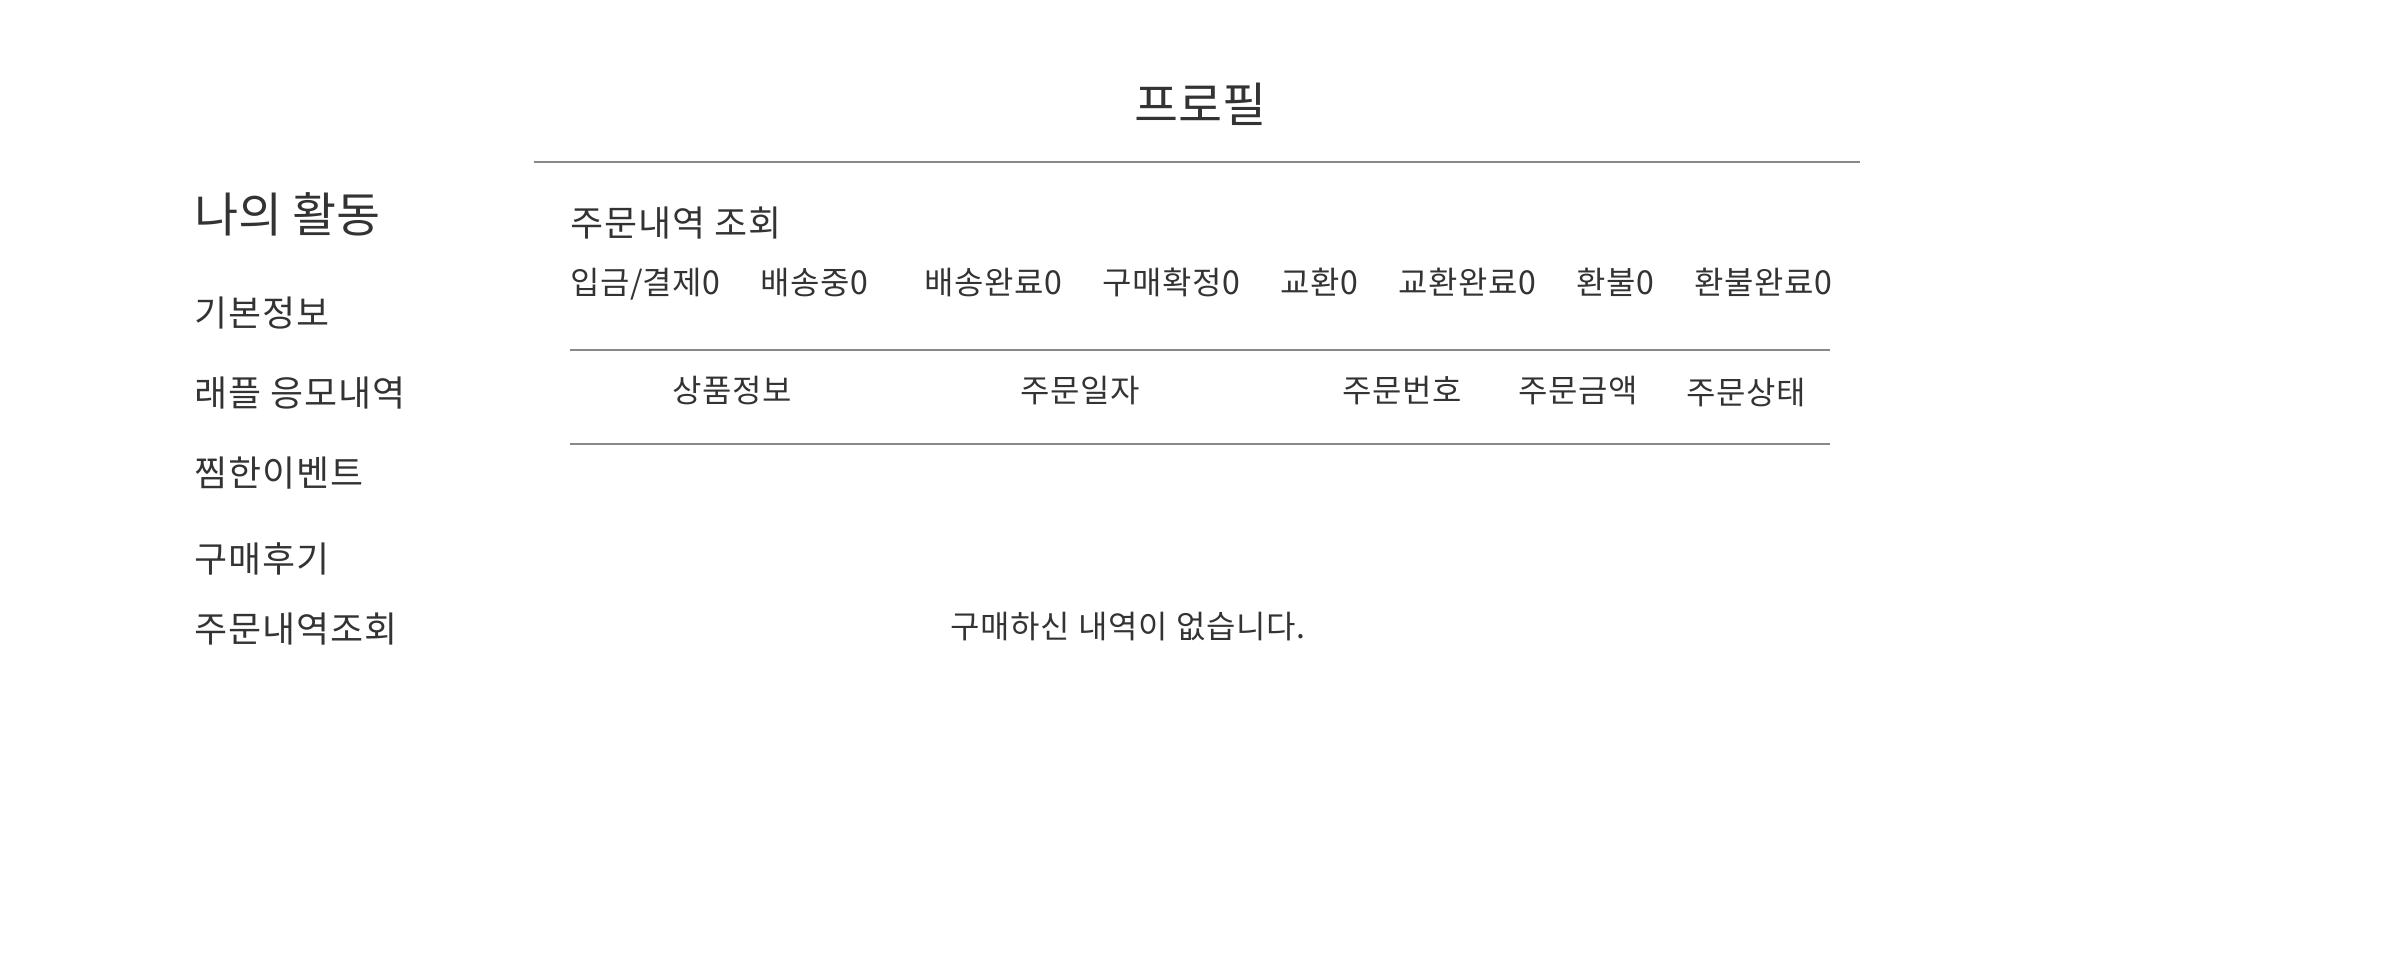 프로필
나의 활동
기본정보
래플 응모내역
찜한이벤트
구매후기
주문내역조회
주문내역 조회
입금/결제0 배송중0 배송완료0 구매확정0 교환0 교환완료0 환불0 환불완료0
상품정보 주문일자 주문번호 주문금액 주문상태
구매하신 내역이 없습니다.